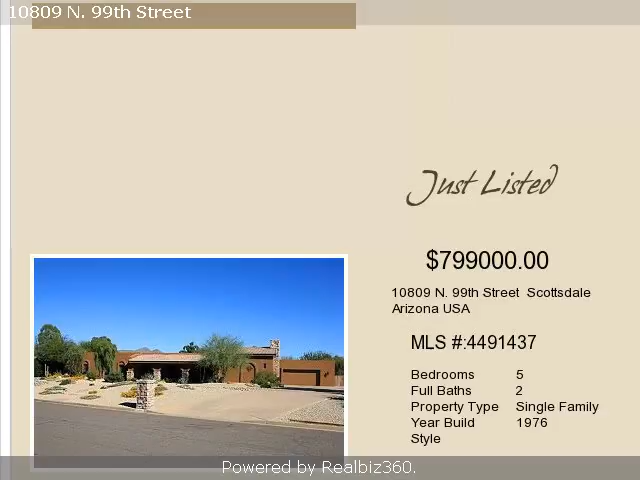 10809 N. 99th Street
Just Listed
$799000.00
10809 N. 99th Street  Scottsdale
Arizona USA
MLS #:4491437
Bedrooms 5
Full Baths 2
Property Type Single Family
Year Build 1976
Style
Powered by Realbiz360.